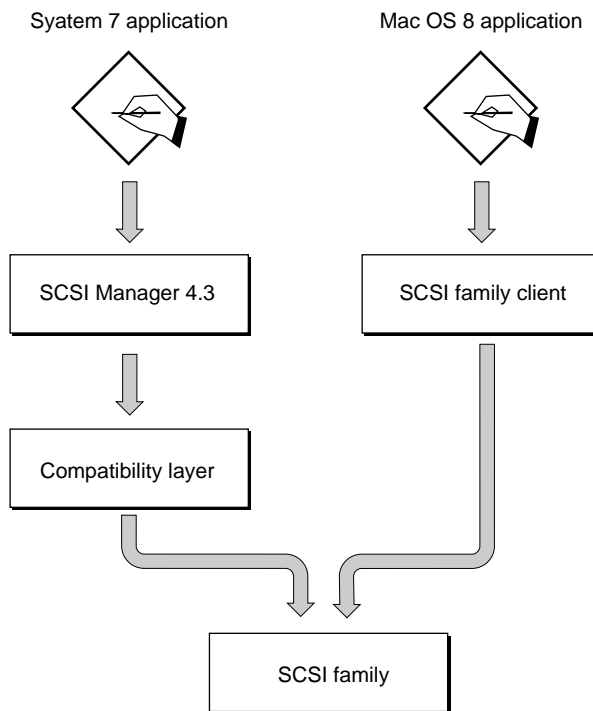 Syatem 7 application
Mac OS 8 application
SCSI Manager 4.3
SCSI family client
Compatibility layer
SCSI family